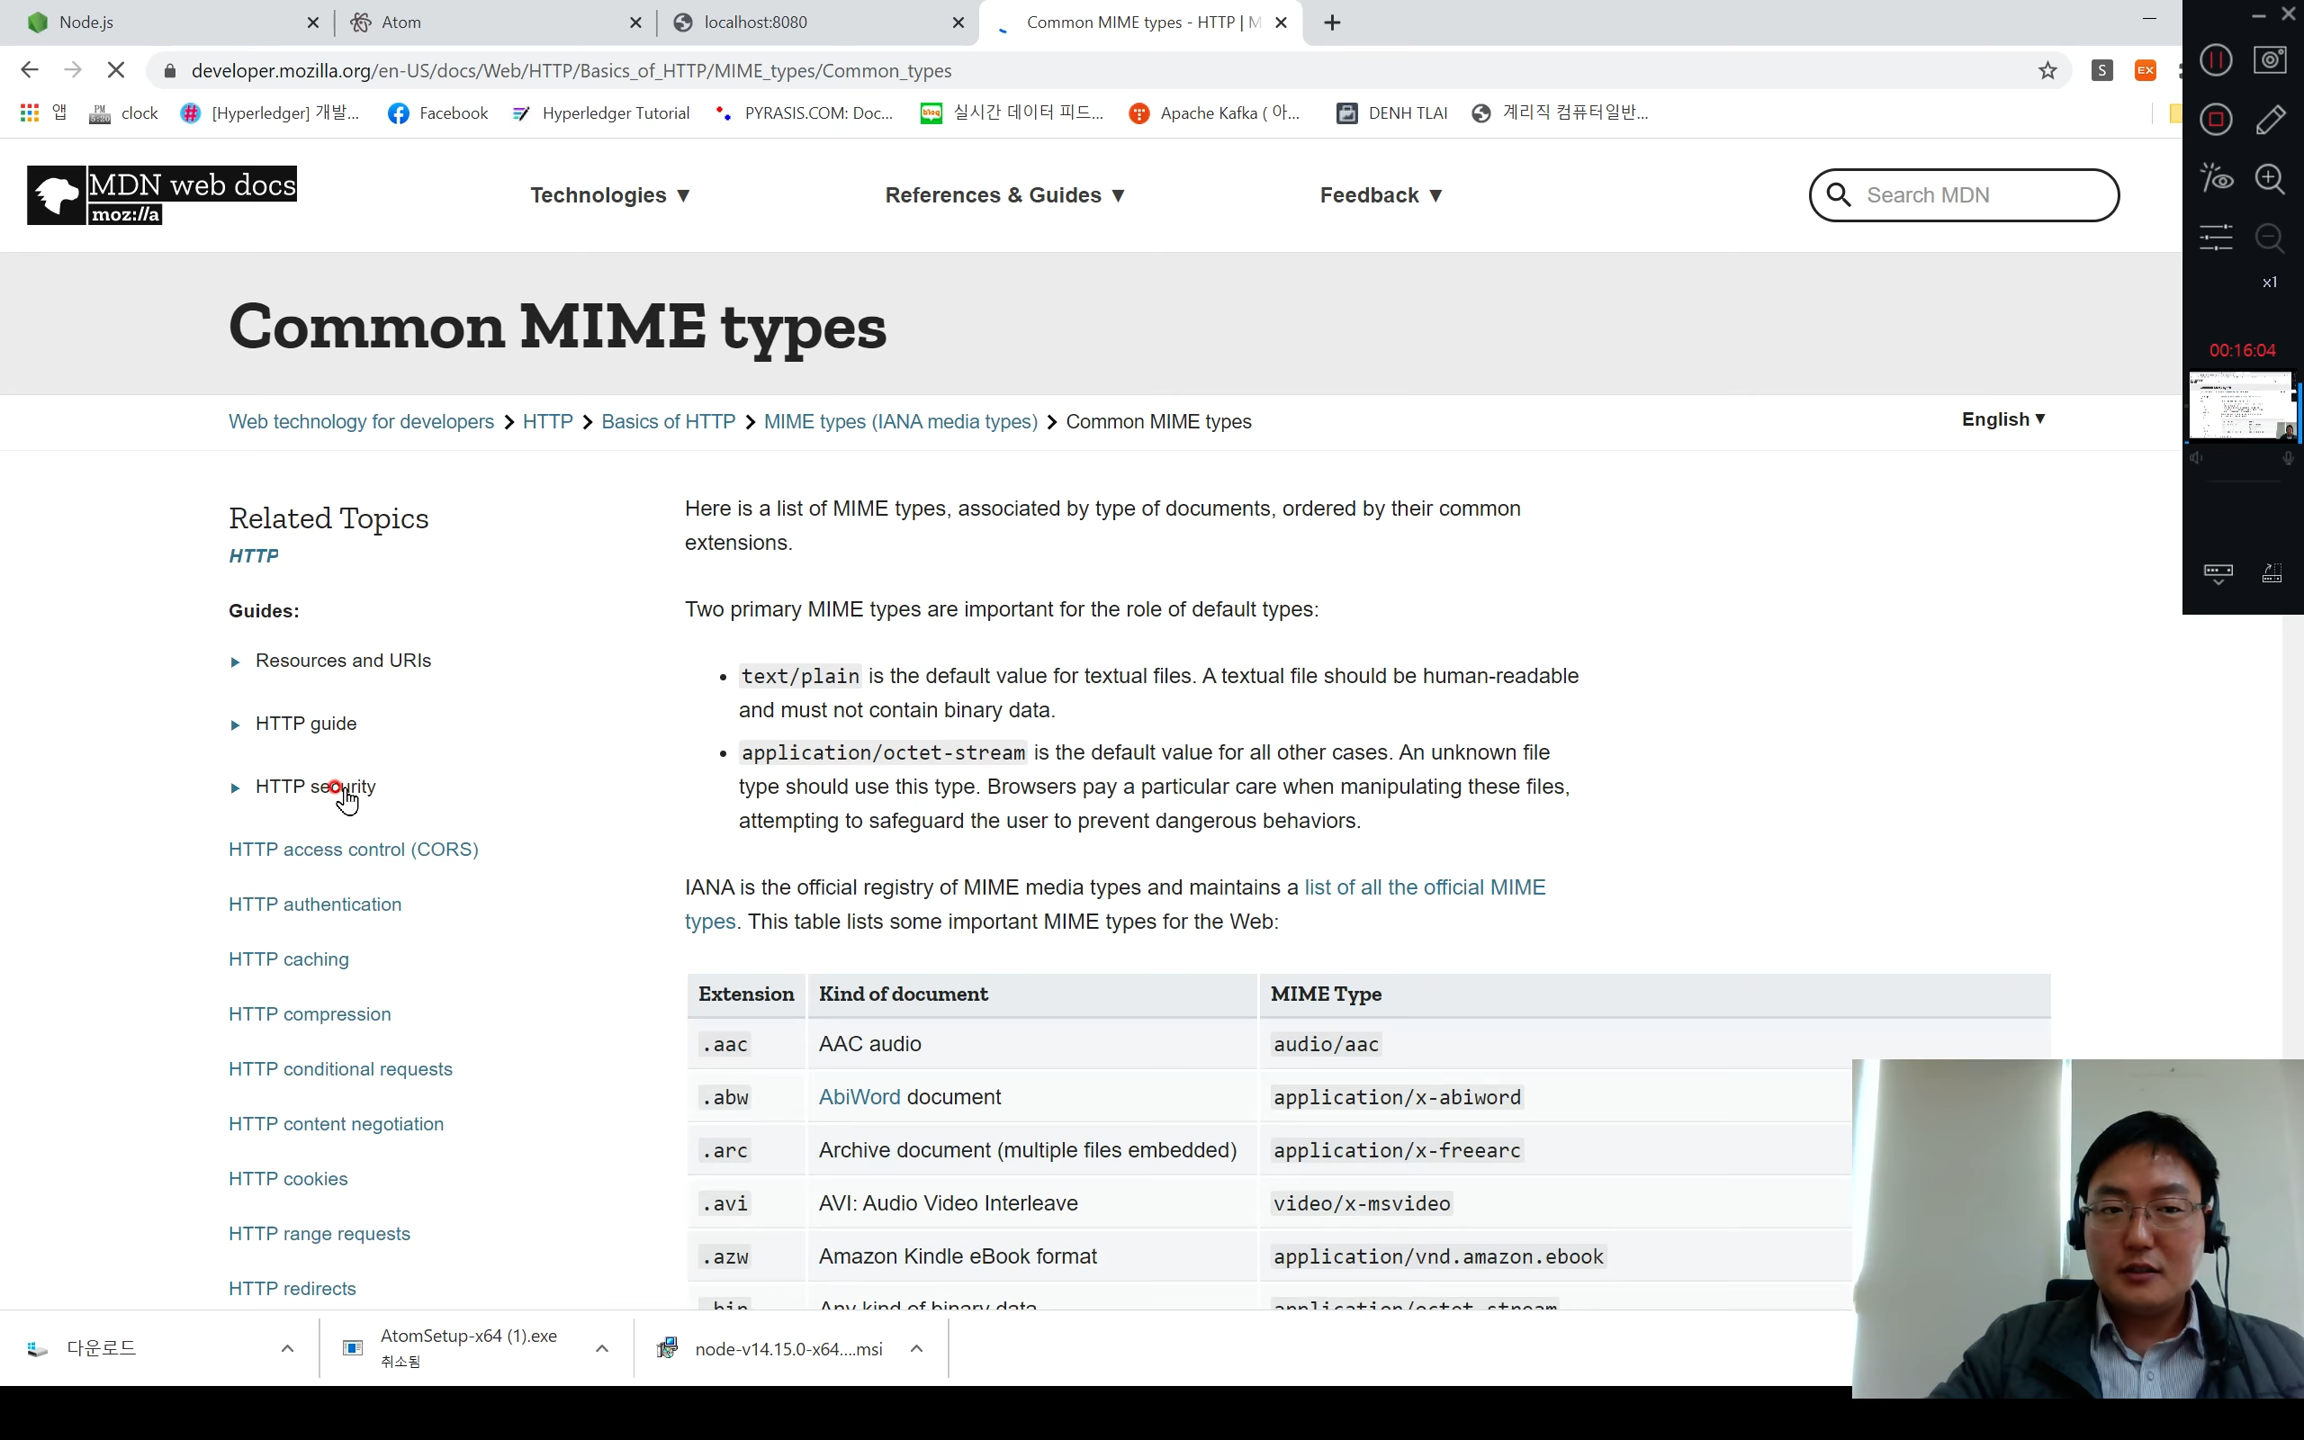 Node.js
Atom
localhost:8080
Common MIME types - HTTP | M
developer.mozilla.org/en-US/docs/Web/HTTP/Basics_of_HTTP/MIME_types/Common_types
S
EX
앱
PM 5:20
clock
[Hyperledger] 개발...
Facebook
Hyperledger Tutorial
PYRASIS.COM: Doc...
blog
실시간 데이터 피드...
Apache Kafka ( 아...
DENH TLAI
계리직 컴퓨터일반...
MDN web docs
moz://a
Technologies ▼
References & Guides ▼
Feedback ▼
Search MDN
x1
00:16:04
Common MIME types
Web technology for developers > HTTP > Basics of HTTP > MIME types (IANA media types) > Common MIME types
English ▼
Related Topics
HTTP
Guides:
Resources and URIs
HTTP guide
HTTP security
HTTP access control (CORS)
HTTP authentication
HTTP caching
HTTP compression
HTTP conditional requests
HTTP content negotiation
HTTP cookies
HTTP range requests
HTTP redirects
Here is a list of MIME types, associated by type of documents, ordered by their common
extensions.
Two primary MIME types are important for the role of default types:
• text/plain is the default value for textual files. A textual file should be human-readable
and must not contain binary data.
• application/octet-stream is the default value for all other cases. An unknown file
type should use this type. Browsers pay a particular care when manipulating these files,
attempting to safeguard the user to prevent dangerous behaviors.
IANA is the official registry of MIME media types and maintains a list of all the official MIME
types. This table lists some important MIME types for the Web:
Extension Kind of document MIME Type
.aac AAC audio audio/aac
.abw AbiWord document application/x-abiword
.arc Archive document (multiple files embedded) application/x-freearc
.avi AVI: Audio Video Interleave video/x-msvideo
.azw Amazon Kindle eBook format application/vnd.amazon.ebook
.bin Any kind of binary data application/octet-stream
다운로드
AtomSetup-x64 (1).exe
취소됨
node-v14.15.0-x64....msi